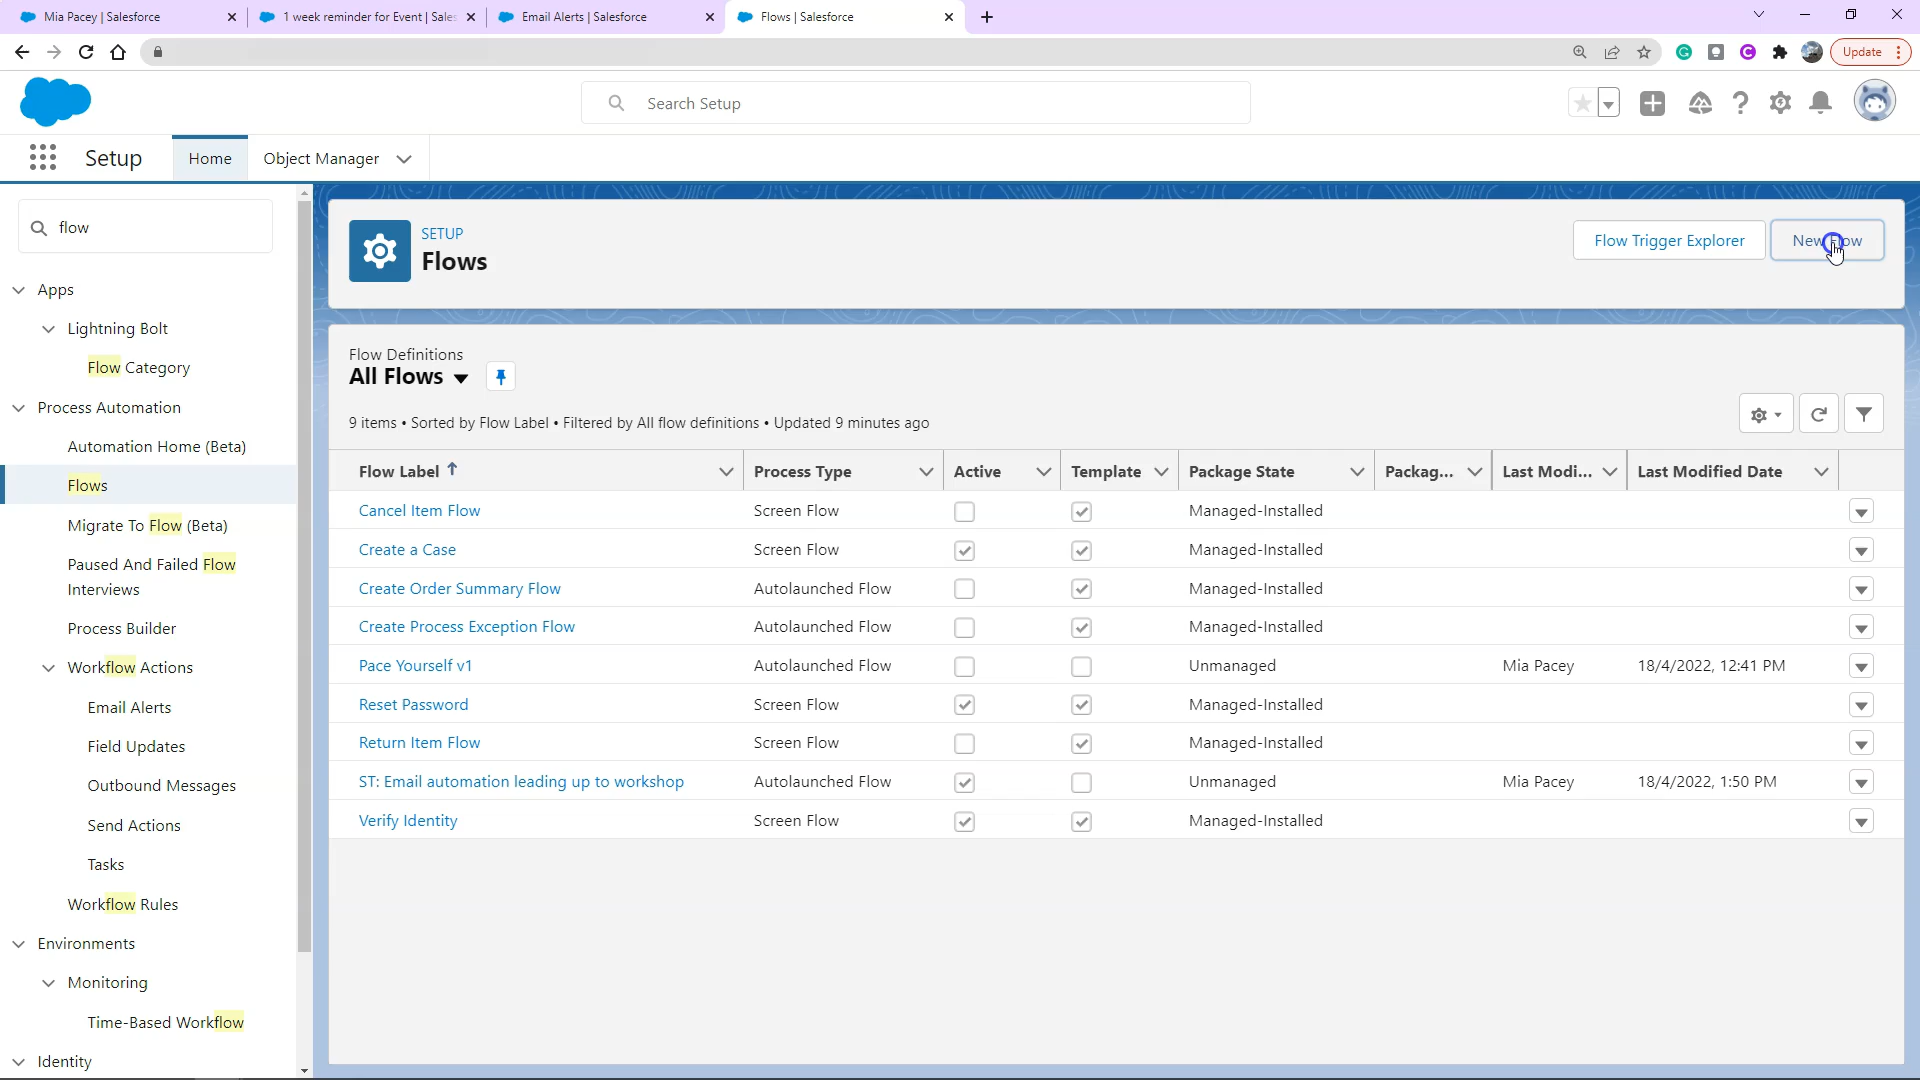 Mia Pacey | Salesforce
1 week reminder for Event | Sales
Email Alerts | Salesforce
Flows | Salesforce
Update
Search Setup
Setup
Home
Object Manager
flow
SETUP
Flows
Flow Trigger Explorer
New Flow
Apps
Lightning Bolt
Flow Category
Process Automation
Automation Home (Beta)
Flows
Migrate To Flow (Beta)
Paused And Failed Flow
Interviews
Process Builder
Workflow Actions
Email Alerts
Field Updates
Outbound Messages
Send Actions
Tasks
Workflow Rules
Environments
Monitoring
Time-Based Workflow
Identity
Flow Definitions
All Flows
9 items • Sorted by Flow Label • Filtered by All flow definitions • Updated 9 minutes ago
Flow Label Process Type Active Template Package State Packag... Last Modi... Last Modified Date
Cancel Item Flow Screen Flow Managed-Installed
Create a Case Screen Flow Managed-Installed
Create Order Summary Flow Autolaunched Flow Managed-Installed
Create Process Exception Flow Autolaunched Flow Managed-Installed
Pace Yourself v1 Autolaunched Flow Unmanaged Mia Pacey 18/4/2022, 12:41 PM
Reset Password Screen Flow Managed-Installed
Return Item Flow Screen Flow Managed-Installed
ST: Email automation leading up to workshop Autolaunched Flow Unmanaged Mia Pacey 18/4/2022, 1:50 PM
Verify Identity Screen Flow Managed-Installed